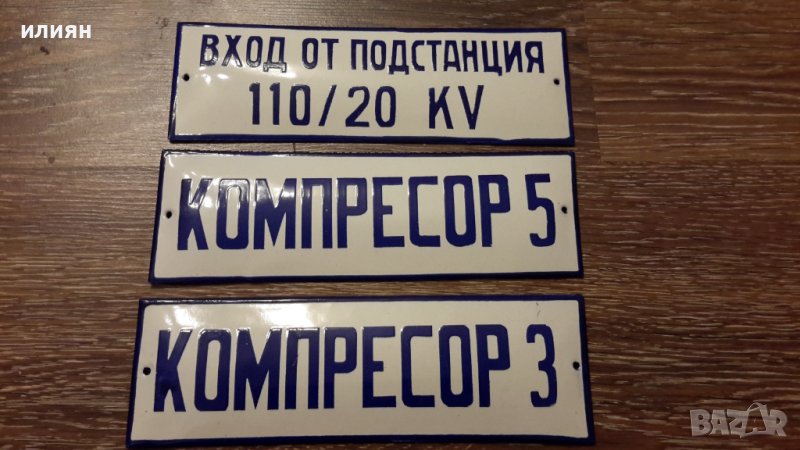 илиян
ВХОД ОТ ПОДСТАНЦИЯ
110/20 KV
КОМПРЕСОР 5
КОМПРЕСОР 3
BAZAR